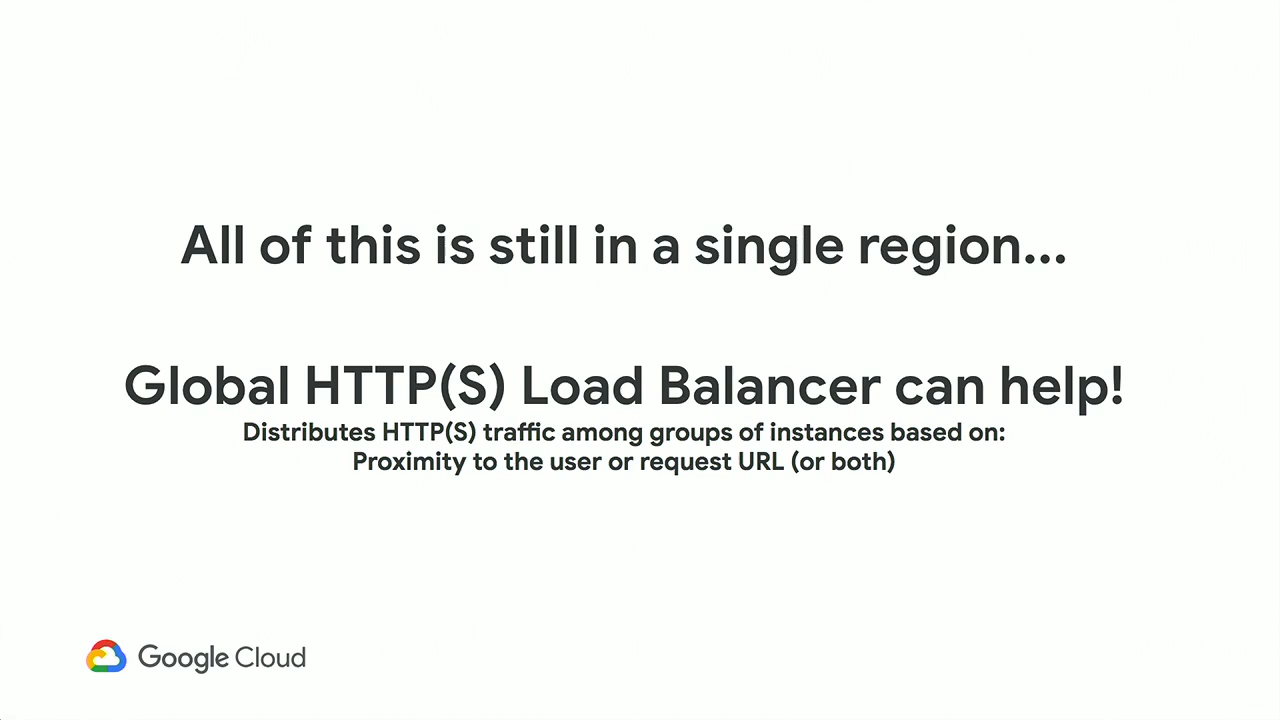 All of this is still in a single region...
Global HTTP(S) Load Balancer can help!
Distributes HTTP(S) traffic among groups of instances based on:
Proximity to the user or request URL (or both)
Google Cloud